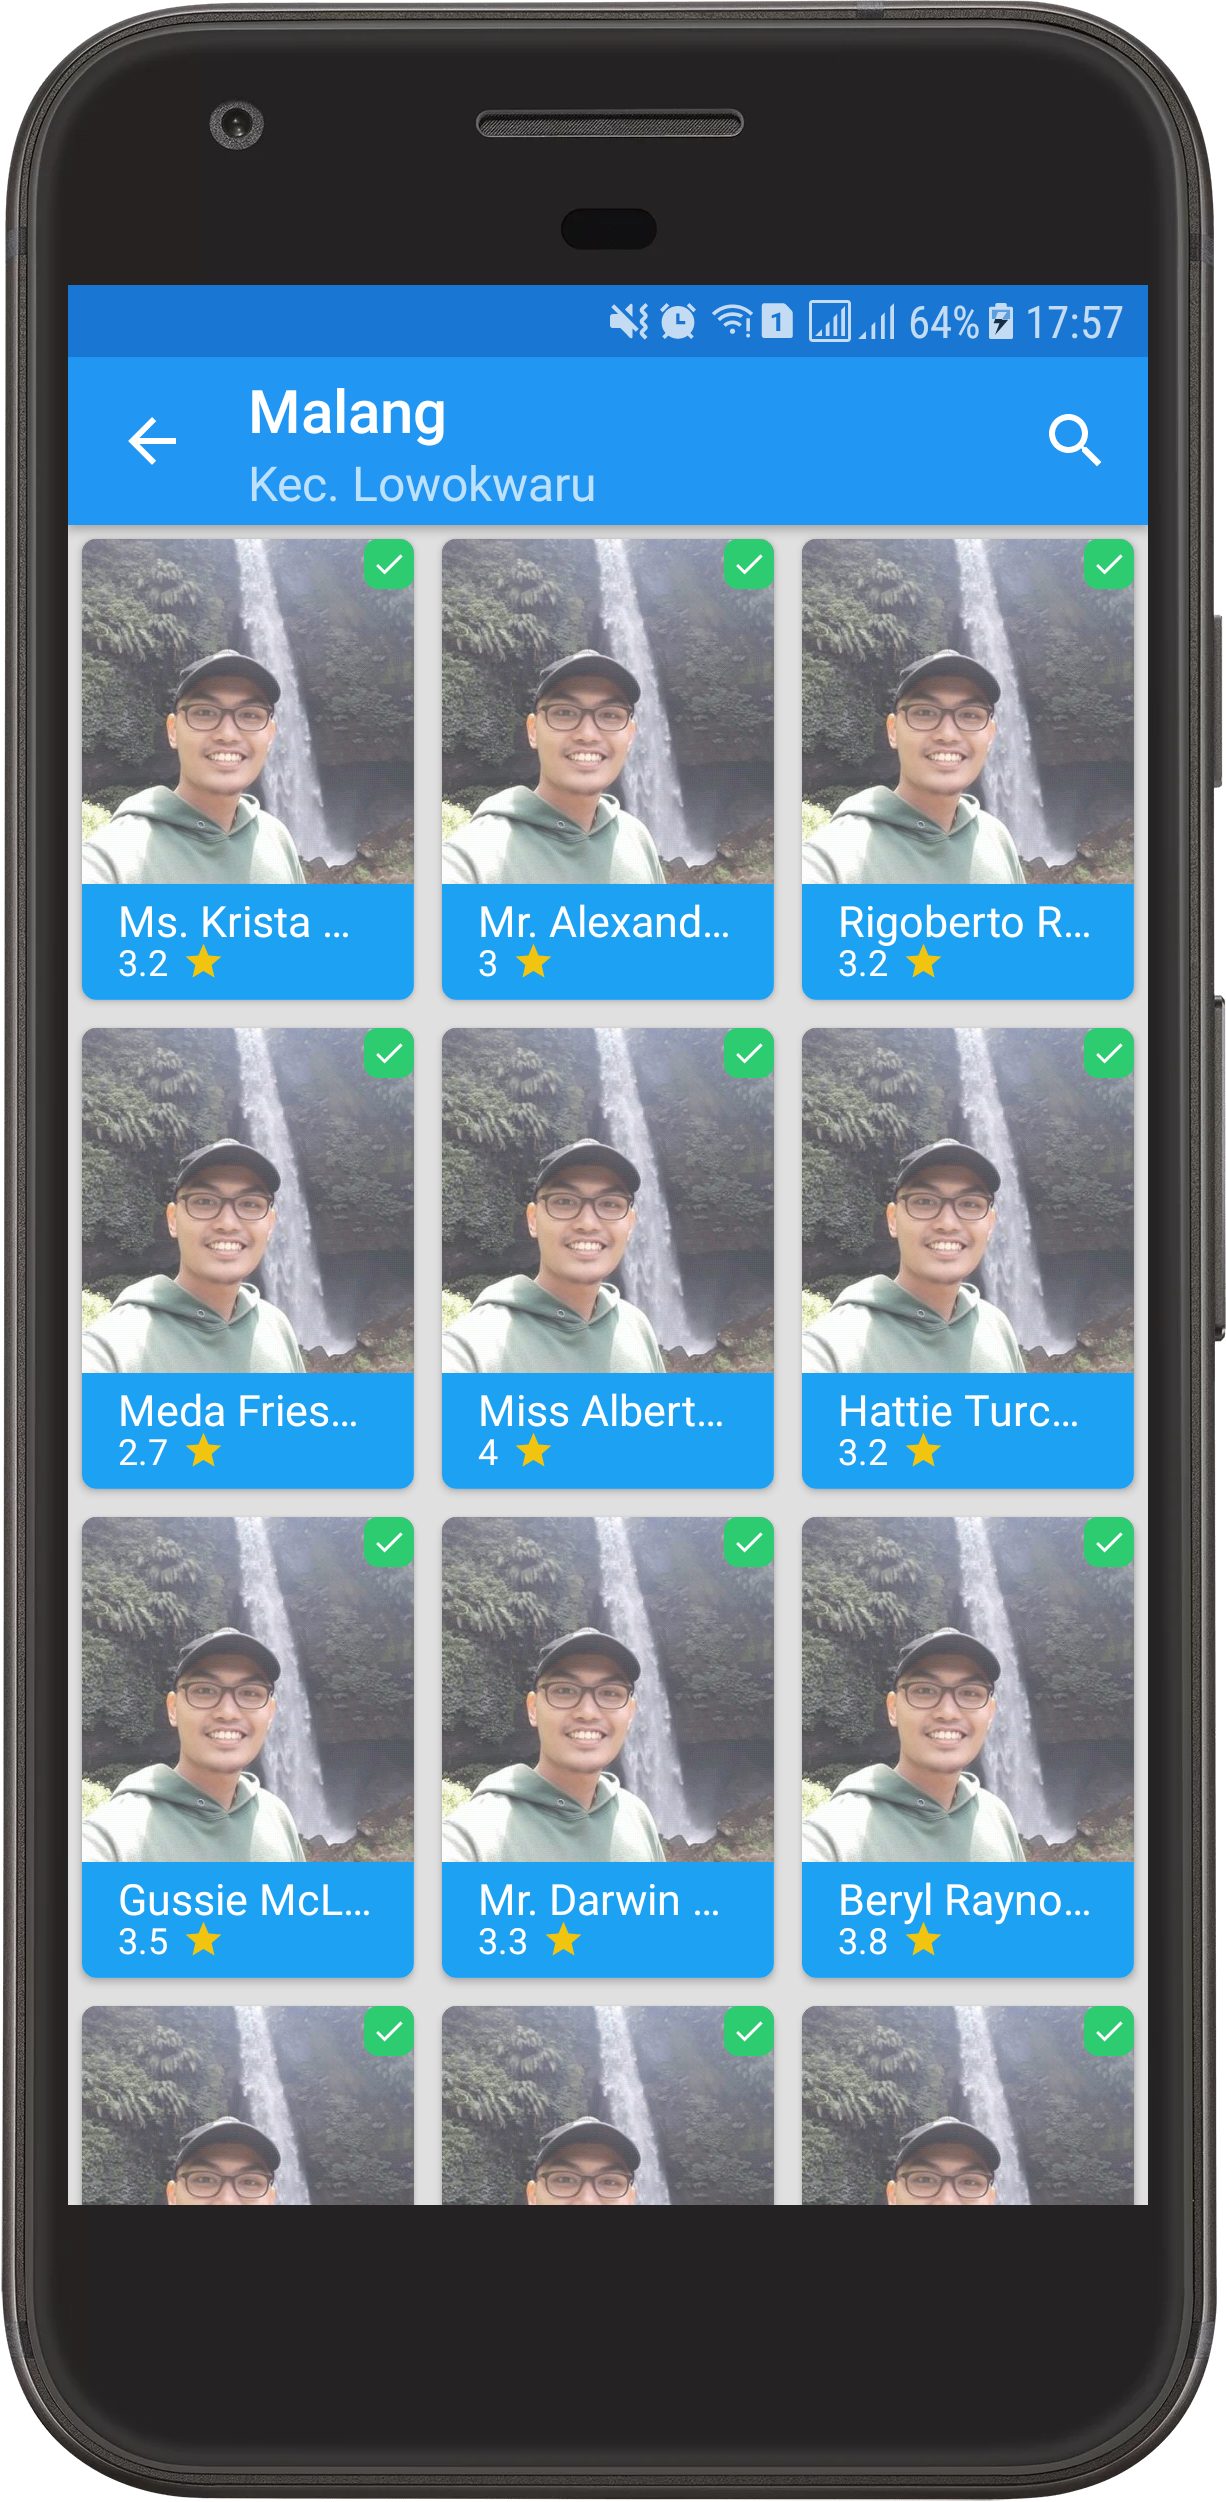 64% 17:57
Malang
Kec. Lowokwaru
Ms. Krista ...
3.2
Mr. Alexand...
3
Rigoberto R...
3.2
Meda Fries...
2.7
Miss Albert...
4
Hattie Turc...
3.2
Gussie McL...
3.5
Mr. Darwin ...
3.3
Beryl Rayno...
3.8